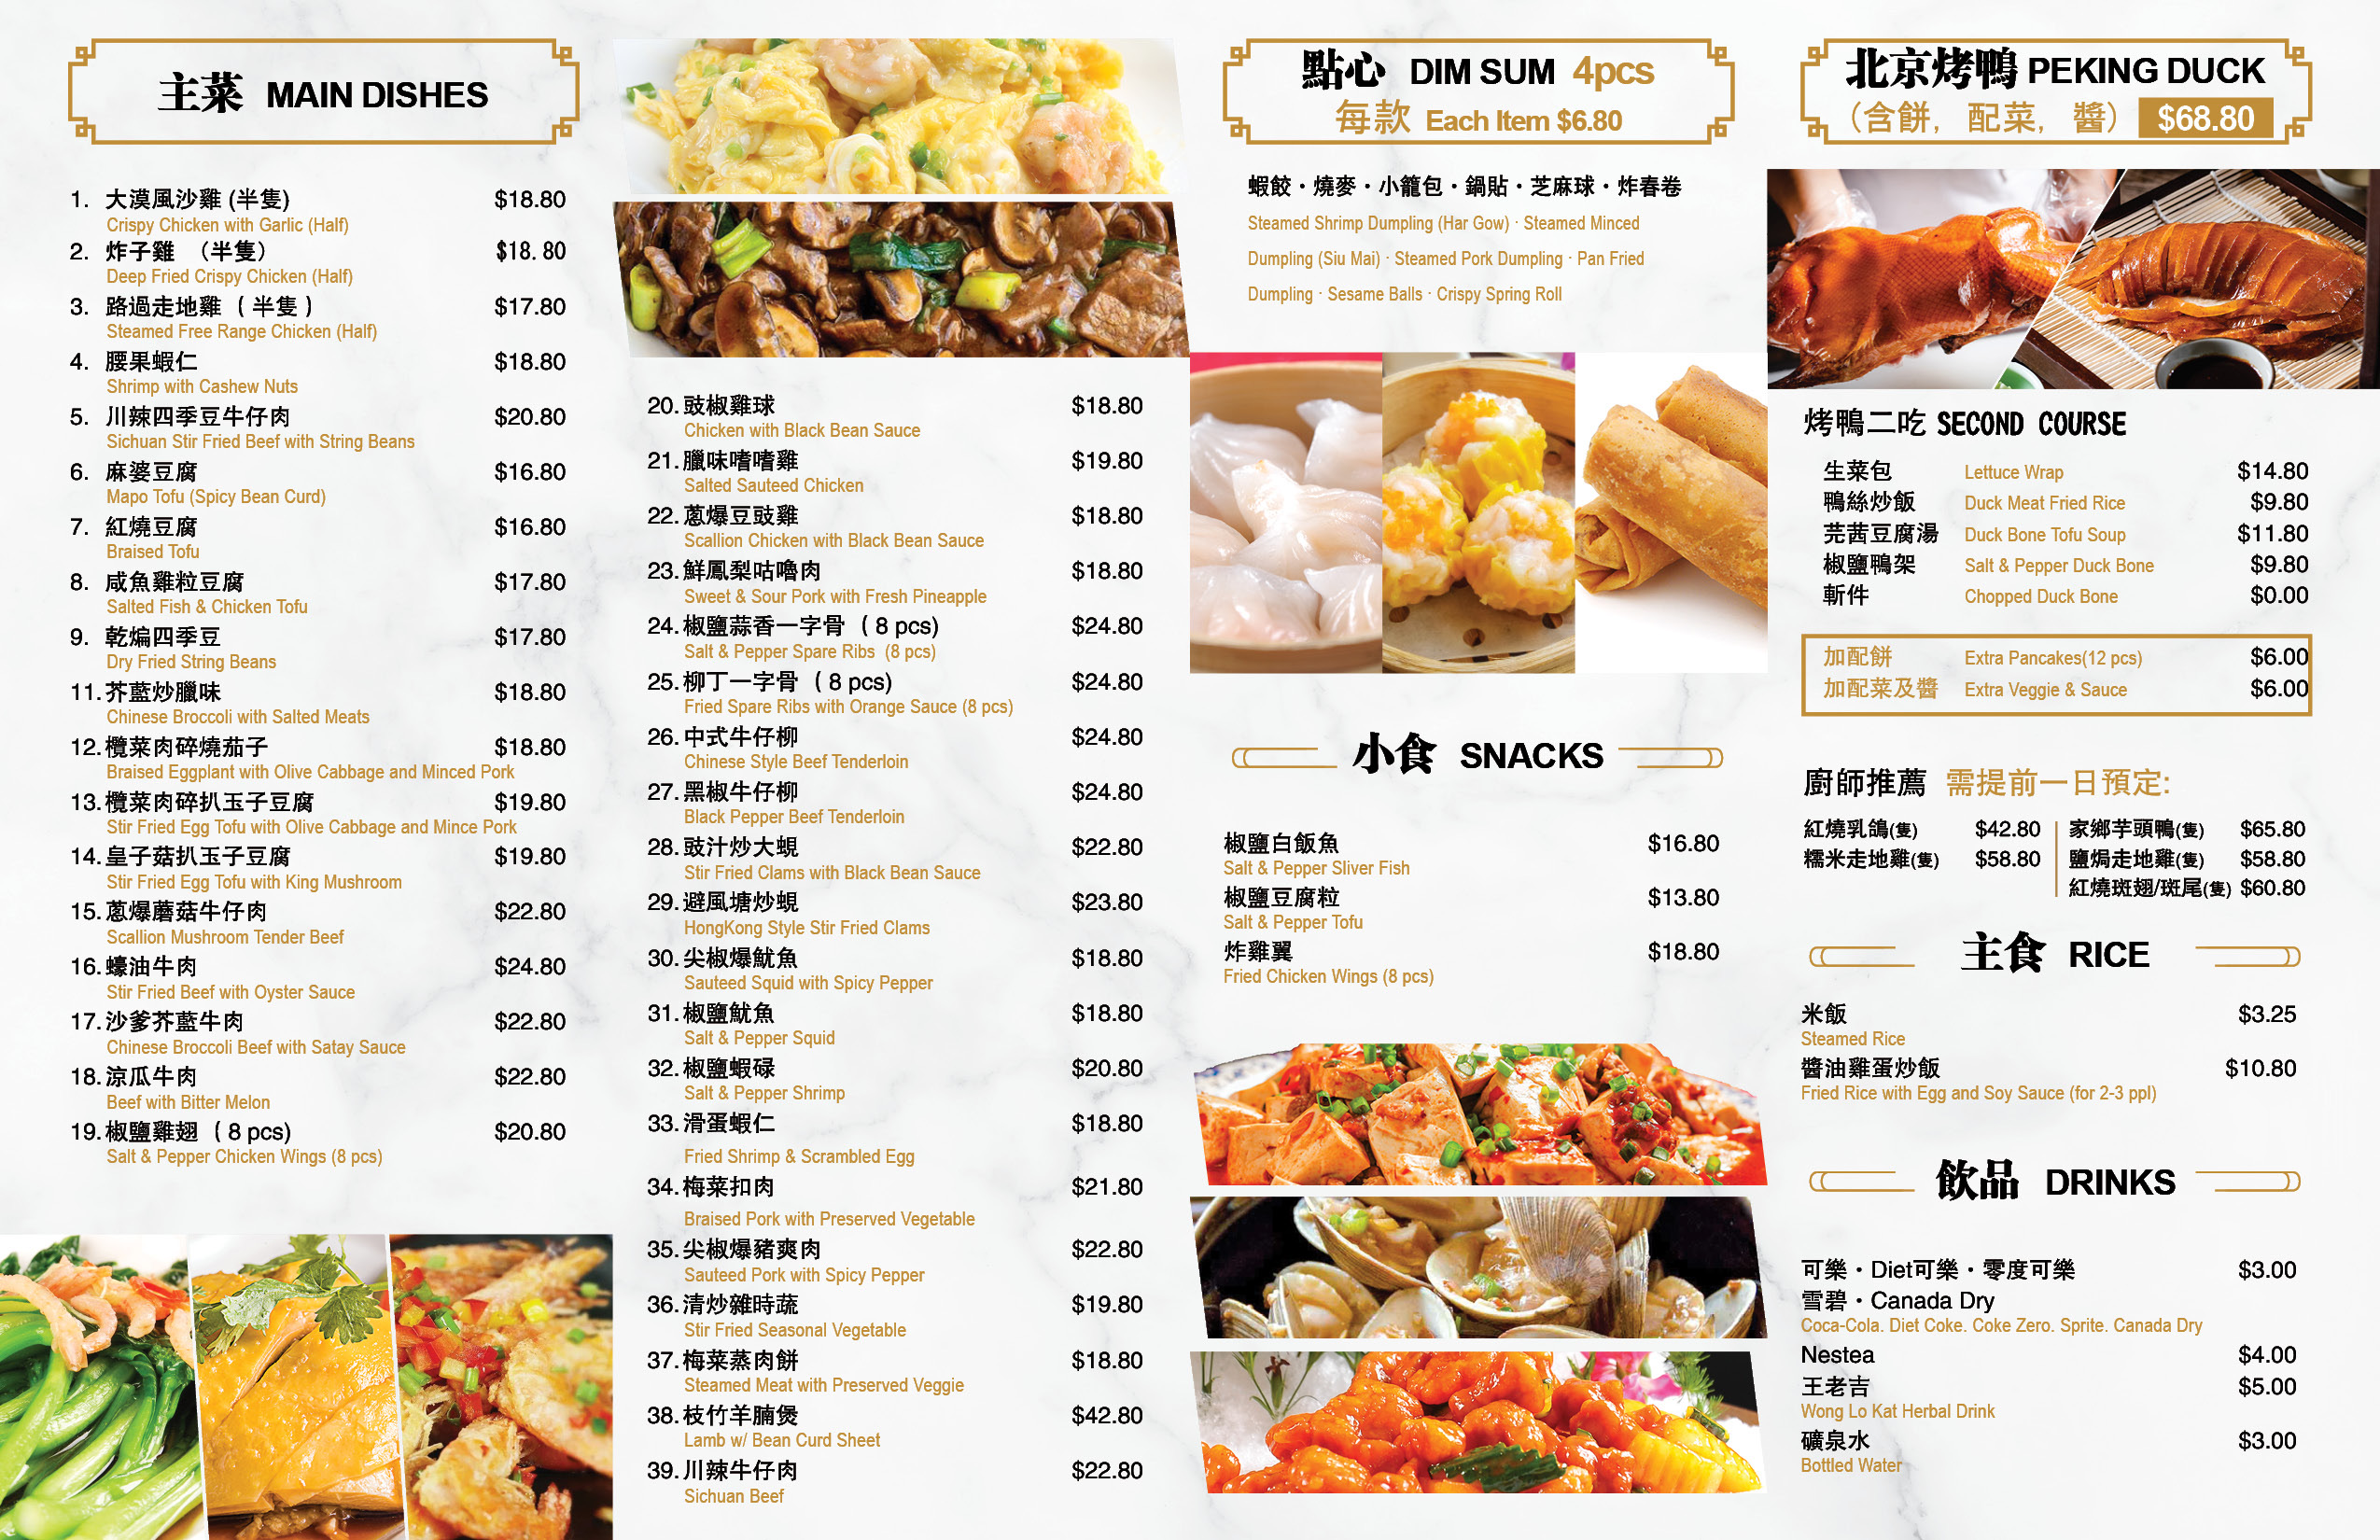 主菜 MAIN DISHES
1. 大漠風沙雞 (半隻) $18.80
Crispy Chicken with Garlic (Half)
2. 炸子雞 （半隻） $18.80
Deep Fried Crispy Chicken (Half)
3. 路過走地雞 ( 半隻 ) $17.80
Steamed Free Range Chicken (Half)
4. 腰果蝦仁 $18.80
Shrimp with Cashew Nuts
5. 川辣四季豆牛仔肉 $20.80
Sichuan Stir Fried Beef with String Beans
6. 麻婆豆腐 $16.80
Mapo Tofu (Spicy Bean Curd)
7. 紅燒豆腐 $16.80
Braised Tofu
8. 咸魚雞粒豆腐 $17.80
Salted Fish & Chicken Tofu
9. 乾煸四季豆 $17.80
Dry Fried String Beans
11. 芥藍炒臘味 $18.80
Chinese Broccoli with Salted Meats
12. 欖菜肉碎燒茄子 $18.80
Braised Eggplant with Olive Cabbage and Minced Pork
13. 欖菜肉碎扒玉子豆腐 $19.80
Stir Fried Egg Tofu with Olive Cabbage and Mince Pork
14. 皇子菇扒玉子豆腐 $19.80
Stir Fried Egg Tofu with King Mushroom
15. 蔥爆蘑菇牛仔肉 $22.80
Scallion Mushroom Tender Beef
16. 蠔油牛肉 $24.80
Stir Fried Beef with Oyster Sauce
17. 沙爹芥藍牛肉 $22.80
Chinese Broccoli Beef with Satay Sauce
18. 涼瓜牛肉 $22.80
Beef with Bitter Melon
19. 椒鹽雞翅 ( 8 pcs) $20.80
Salt & Pepper Chicken Wings (8 pcs)
20. 豉椒雞球 $18.80
Chicken with Black Bean Sauce
21. 臘味嗜嗜雞 $19.80
Salted Sauteed Chicken
22. 蔥爆豆豉雞 $18.80
Scallion Chicken with Black Bean Sauce
23. 鮮鳳梨咕嚕肉 $18.80
Sweet & Sour Pork with Fresh Pineapple
24. 椒鹽蒜香一字骨 ( 8 pcs) $24.80
Salt & Pepper Spare Ribs (8 pcs)
25. 柳丁一字骨 ( 8 pcs) $24.80
Fried Spare Ribs with Orange Sauce (8 pcs)
26. 中式牛仔柳 $24.80
Chinese Style Beef Tenderloin
27. 黑椒牛仔柳 $24.80
Black Pepper Beef Tenderloin
28. 豉汁炒大蜆 $22.80
Stir Fried Clams with Black Bean Sauce
29. 避風塘炒蜆 $23.80
HongKong Style Stir Fried Clams
30. 尖椒爆魷魚 $18.80
Sauteed Squid with Spicy Pepper
31. 椒鹽魷魚 $18.80
Salt & Pepper Squid
32. 椒鹽蝦碌 $20.80
Salt & Pepper Shrimp
33. 滑蛋蝦仁 $18.80
Fried Shrimp & Scrambled Egg
34. 梅菜扣肉 $21.80
Braised Pork with Preserved Vegetable
35. 尖椒爆豬爽肉 $22.80
Sauteed Pork with Spicy Pepper
36. 清炒雜時蔬 $19.80
Stir Fried Seasonal Vegetable
37. 梅菜蒸肉餅 $18.80
Steamed Meat with Preserved Veggie
38. 枝竹羊腩煲 $42.80
Lamb w/ Bean Curd Sheet
39. 川辣牛仔肉 $22.80
Sichuan Beef
點心 DIM SUM 4pcs
每款 Each Item $6.80
蝦餃・燒麥・小籠包・鍋貼・芝麻球・炸春卷
Steamed Shrimp Dumpling (Har Gow) · Steamed Minced
Dumpling (Siu Mai) · Steamed Pork Dumpling · Pan Fried
Dumpling · Sesame Balls · Crispy Spring Roll
小食 SNACKS
椒鹽白飯魚 $16.80
Salt & Pepper Sliver Fish
椒鹽豆腐粒 $13.80
Salt & Pepper Tofu
炸雞翼 $18.80
Fried Chicken Wings (8 pcs)
北京烤鴨 PEKING DUCK
（含餅，配菜，醬） $68.80
烤鴨二吃 SECOND COURSE
生菜包 Lettuce Wrap $14.80
鴨絲炒飯 Duck Meat Fried Rice $9.80
芫茜豆腐湯 Duck Bone Tofu Soup $11.80
椒鹽鴨架 Salt & Pepper Duck Bone $9.80
斬件 Chopped Duck Bone $0.00
加配餅 Extra Pancakes(12 pcs) $6.00
加配菜及醬 Extra Veggie & Sauce $6.00
廚師推薦 需提前一日預定:
紅燒乳鴿(隻) $42.80 家鄉芋頭鴨(隻) $65.80
糯米走地雞(隻) $58.80 鹽焗走地雞(隻) $58.80
紅燒斑翅/斑尾(隻) $60.80
主食 RICE
米飯 $3.25
Steamed Rice
醬油雞蛋炒飯 $10.80
Fried Rice with Egg and Soy Sauce (for 2-3 ppl)
飲品 DRINKS
可樂・Diet可樂・零度可樂 $3.00
雪碧・Canada Dry
Coca-Cola. Diet Coke. Coke Zero. Sprite. Canada Dry
Nestea $4.00
王老吉 $5.00
Wong Lo Kat Herbal Drink
礦泉水 $3.00
Bottled Water